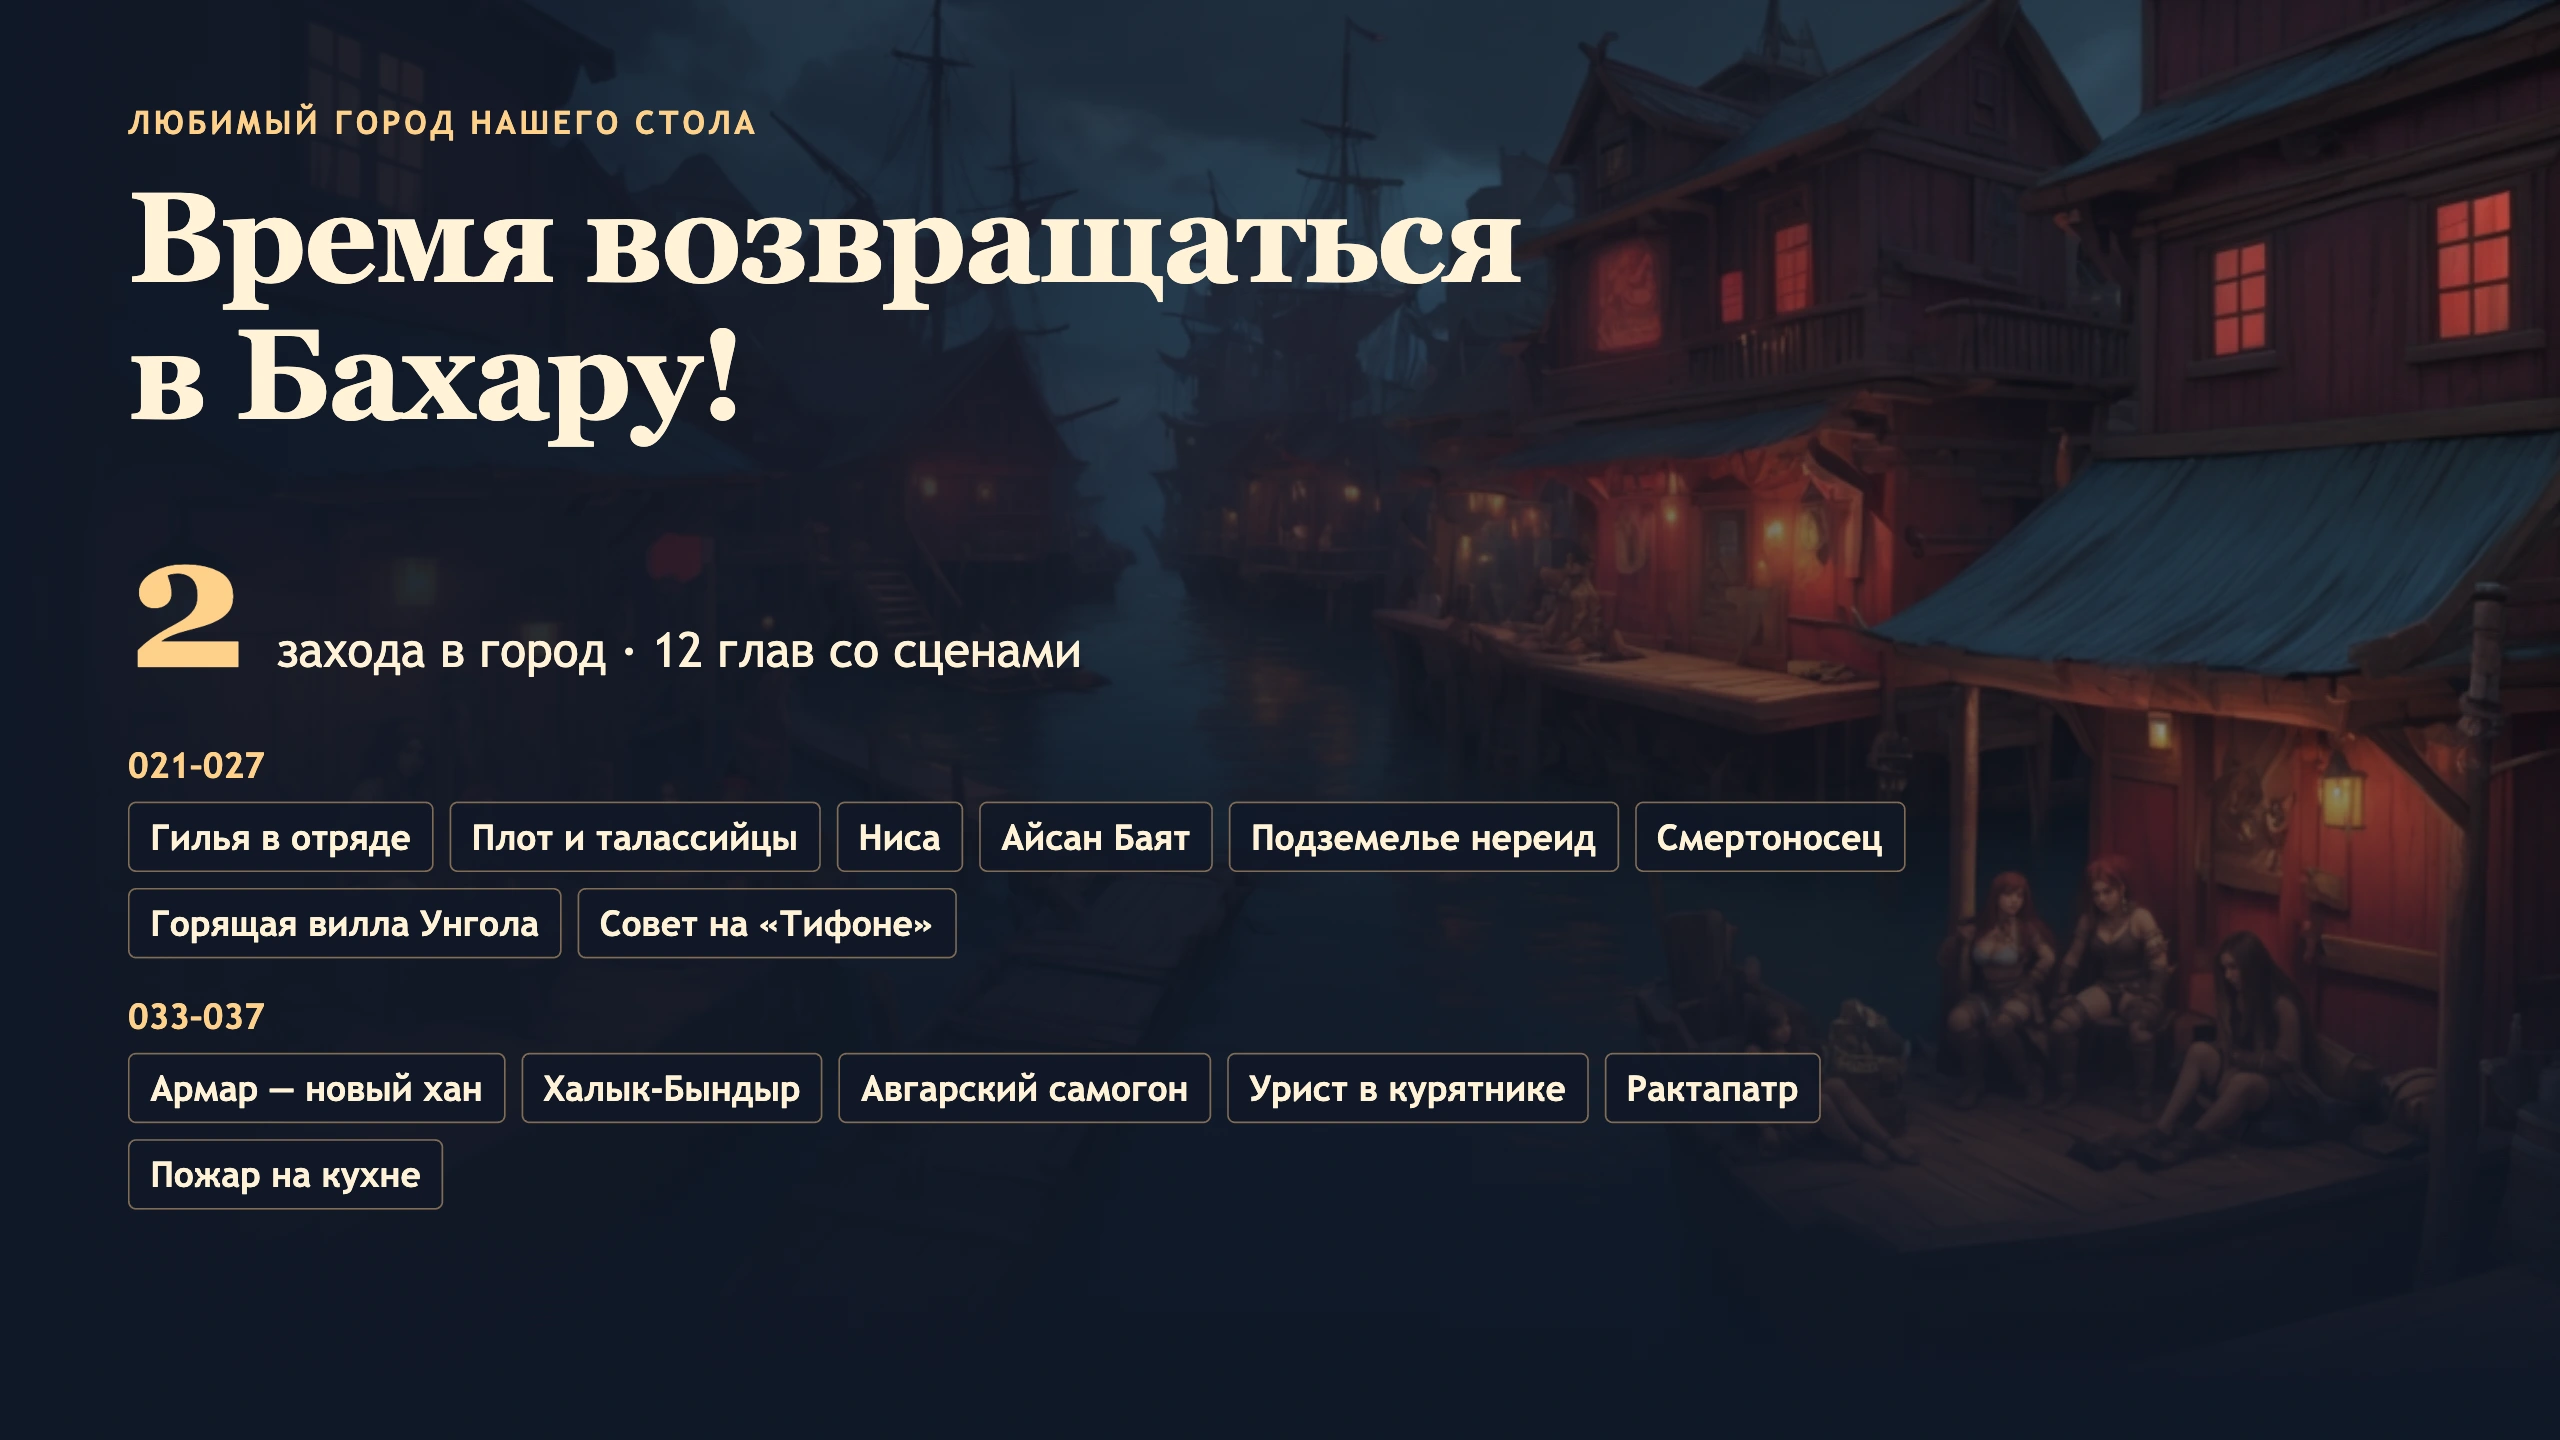 ЛЮБИМЫЙ ГОРОД НАШЕГО СТОЛА
Время возвращаться
в Бахару!
2 захода в город · 12 глав со сценами
021-027
Гилья в отряде Плот и талассийцы Ниса Айсан Баят Подземелье нереид Смертоносец
Горящая вилла Унгола Совет на «Тифоне»
033-037
Армар — новый хан Халык-Бындыр Авгарский самогон Урист в курятнике Рактапатр
Пожар на кухне